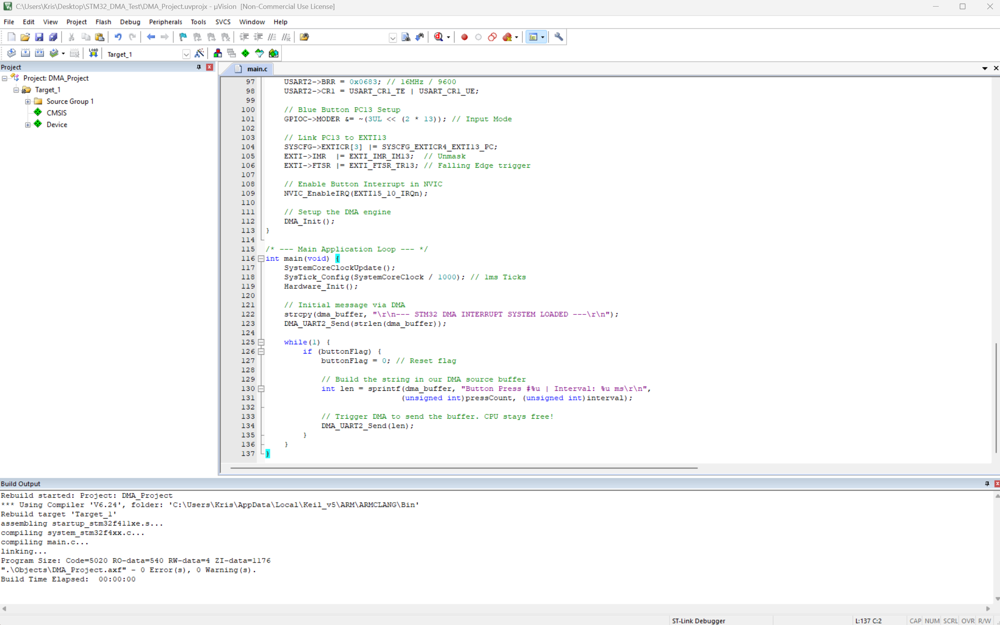 C:\Users\Kris\Desktop\STM32_DMA_Test\DMA_Project.uvprojx - µVision  [Non-Commercial Use License]
File Edit View Project Flash Debug Peripherals Tools SVCS Window Help
LOAD Target_1
Project
Project: DMA_Project
Target_1
Source Group 1
CMSIS
Device
main.c
97     USART2->BRR = 0x0683; // 16MHz / 9600
98     USART2->CR1 = USART_CR1_TE | USART_CR1_UE;
99
100     // Blue Button PC13 Setup
101     GPIOC->MODER &= ~(3UL << (2 * 13)); // Input Mode
102
103     // Link PC13 to EXTI13
104     SYSCFG->EXTICR[3] |= SYSCFG_EXTICR4_EXTI13_PC;
105     EXTI->IMR  |= EXTI_IMR_IM13;  // Unmask
106     EXTI->FTSR |= EXTI_FTSR_TR13; // Falling Edge trigger
107
108     // Enable Button Interrupt in NVIC
109     NVIC_EnableIRQ(EXTI15_10_IRQn);
110
111     // Setup the DMA engine
112     DMA_Init();
113 }
114
115 /* --- Main Application Loop --- */
116 int main(void) {
117     SystemCoreClockUpdate();
118     SysTick_Config(SystemCoreClock / 1000); // 1ms Ticks
119     Hardware_Init();
120
121     // Initial message via DMA
122     strcpy(dma_buffer, "\r\n--- STM32 DMA INTERRUPT SYSTEM LOADED ---\r\n");
123     DMA_UART2_Send(strlen(dma_buffer));
124
125     while(1) {
126         if (buttonFlag) {
127             buttonFlag = 0; // Reset flag
128
129             // Build the string in our DMA source buffer
130             int len = sprintf(dma_buffer, "Button Press #%u | Interval: %u ms\r\n",
131                              (unsigned int)pressCount, (unsigned int)interval);
132
133             // Trigger DMA to send the buffer. CPU stays free!
134             DMA_UART2_Send(len);
135         }
136     }
137 }
Build Output
Rebuild started: Project: DMA_Project
*** Using Compiler 'V6.24', folder: 'C:\Users\Kris\AppData\Local\Keil_v5\ARM\ARMCLANG\Bin'
Rebuild target 'Target_1'
assembling startup_stm32f411xe.s...
compiling system_stm32f4xx.c...
compiling main.c...
linking...
Program Size: Code=5020 RO-data=540 RW-data=4 ZI-data=1176
".\Objects\DMA_Project.axf" - 0 Error(s), 0 Warning(s).
Build Time Elapsed:  00:00:00
ST-Link Debugger L:137 C:2 CAP NUM SCRL OVR R/W